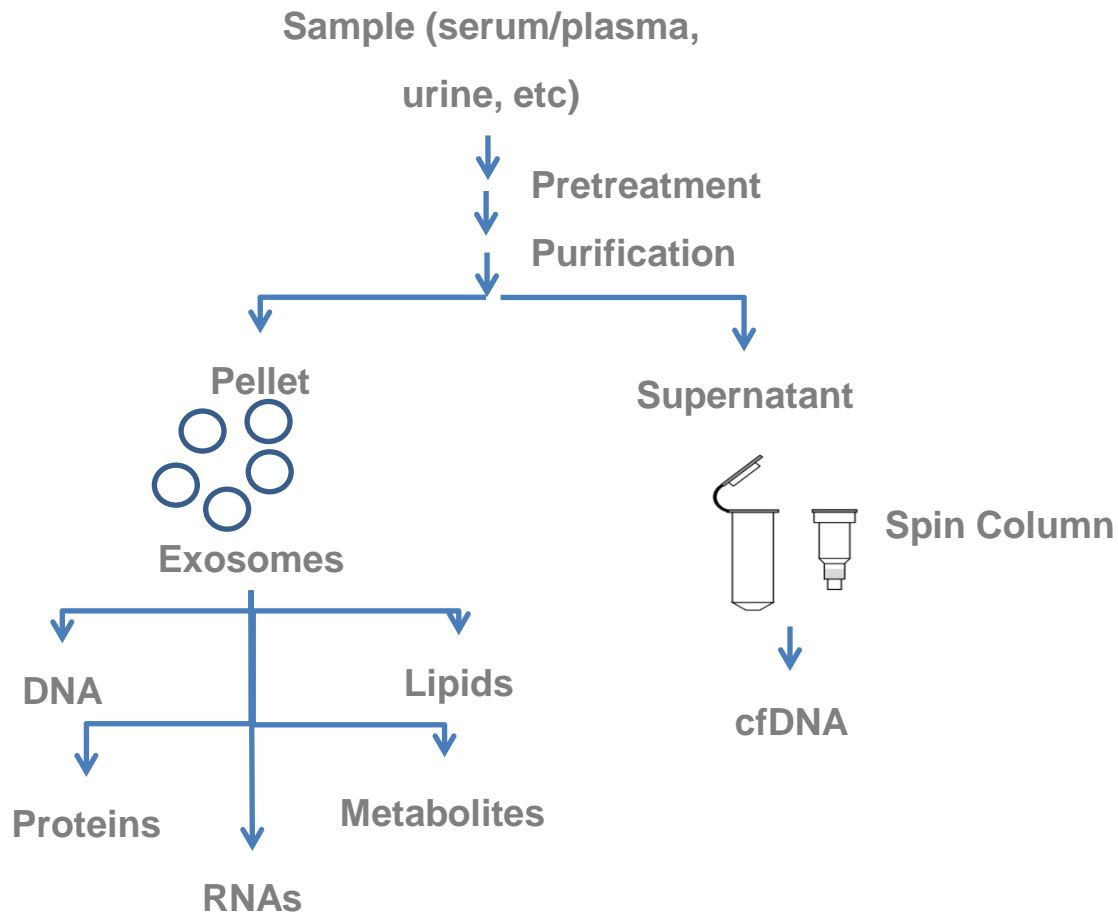 Sample (serum/plasma,
urine, etc)
Pretreatment
Purification
Pellet
Supernatant
Spin Column
Exosomes
DNA
Lipids
cfDNA
Proteins
Metabolites
RNAs